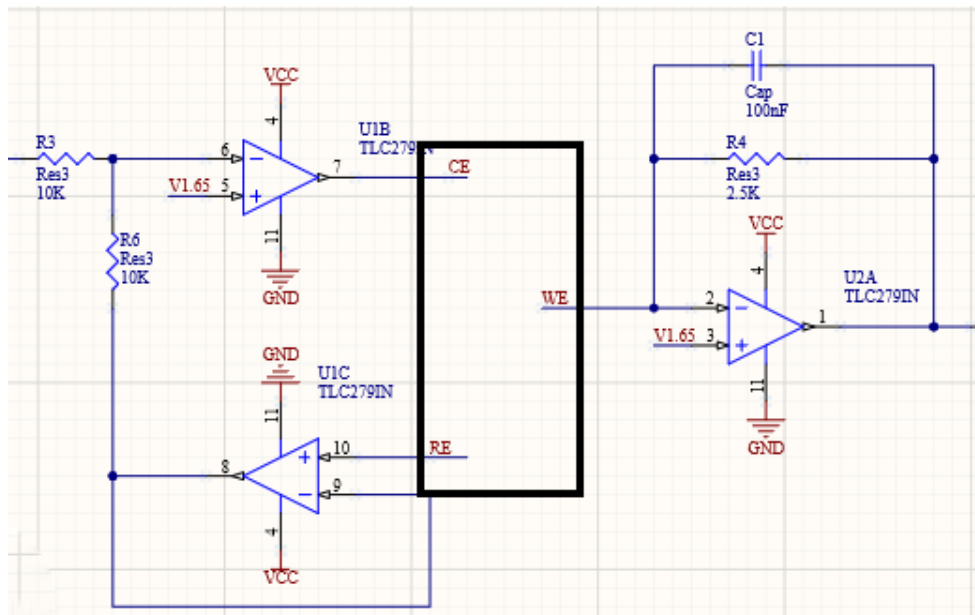 C1
Cap
100nF
VCC
4
R3
Res3
10K
6
U1B
TLC279IN
7
CE
V1.65
5
11
GND
R4
Res3
2.5K
VCC
4
R6
Res3
10K
WE
2
U2A
TLC279IN
1
V1.65
3
11
GND
GND
11
U1C
TLC279IN
10
RE
8
9
4
VCC